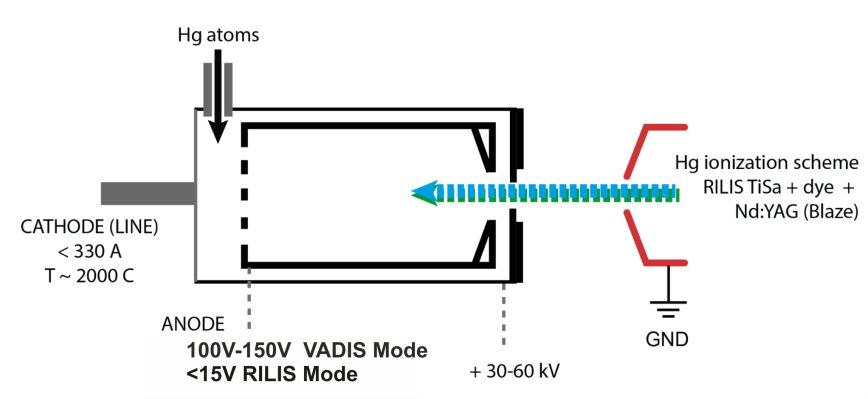 Hg atoms
Hg ionization scheme
RILIS TiSa + dye +
Nd:YAG (Blaze)
CATHODE (LINE)
< 330 A
T ~ 2000 C
ANODE
100V-150V VADIS Mode
<15V RILIS Mode
+ 30-60 kV
GND